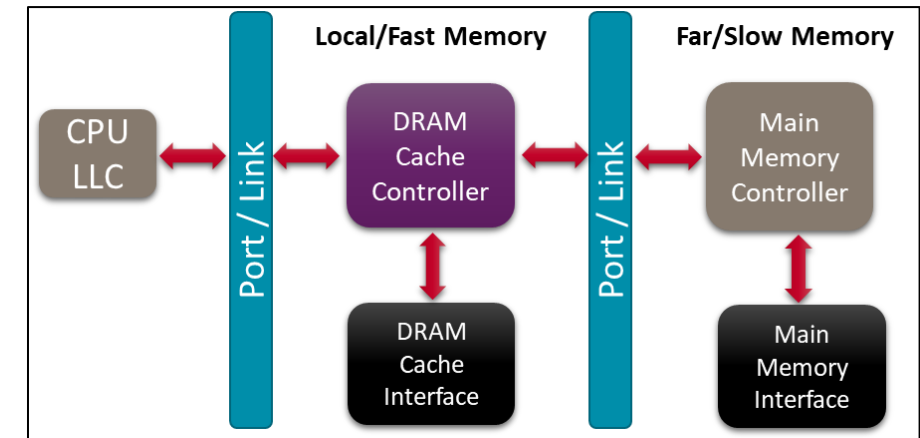 Local/Fast Memory
Far/Slow Memory
CPU
LLC
Port / Link
DRAM
Cache
Controller
Port / Link
Main
Memory
Controller
DRAM
Cache
Interface
Main
Memory
Interface